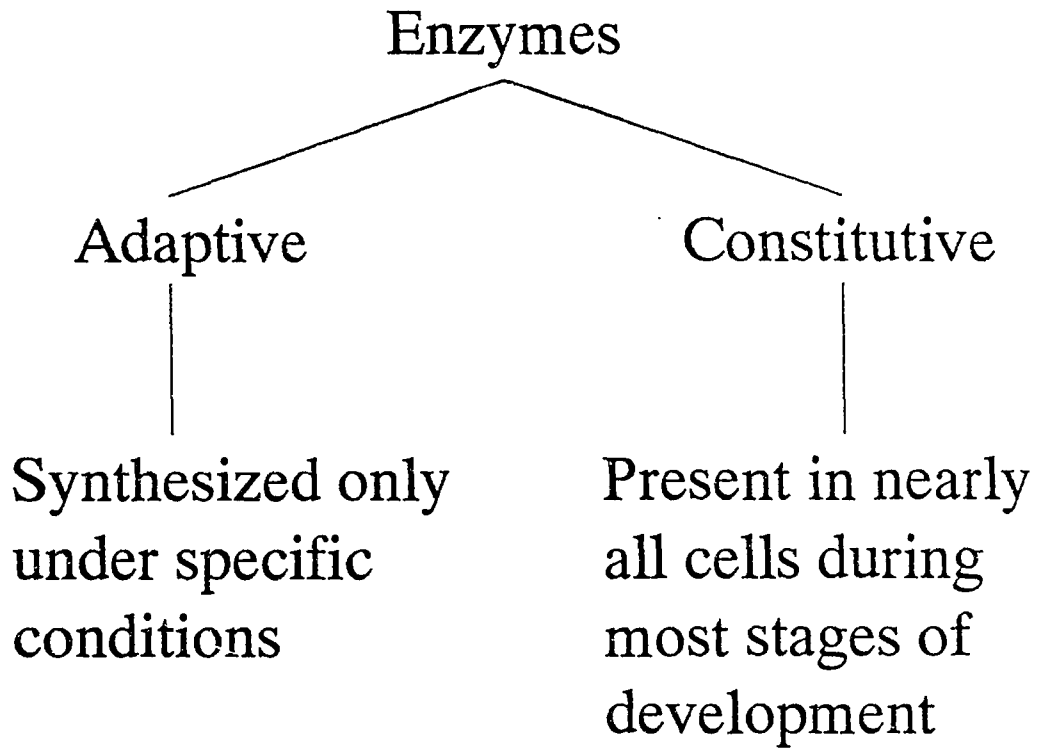 Enzymes
Adaptive
Constitutive
Synthesized only
under specific
conditions
Present in nearly
all cells during
most stages of
development